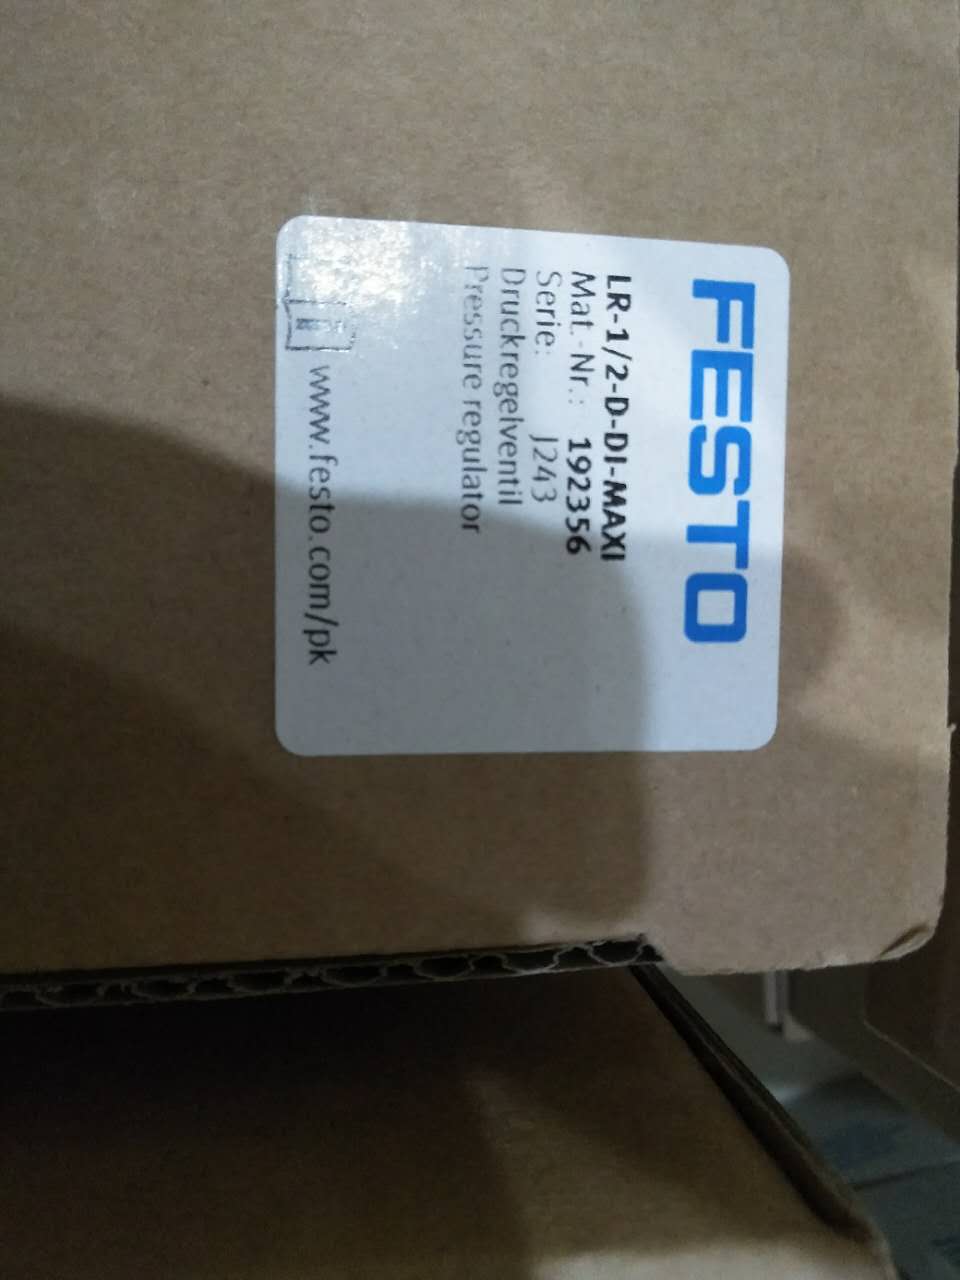 FESTO
LR-1/2-D-DI-MAXI
Mat.-Nr.: 192356
Serie: J243
Druckregelventil
Pressure regulator
www.festo.com/pk